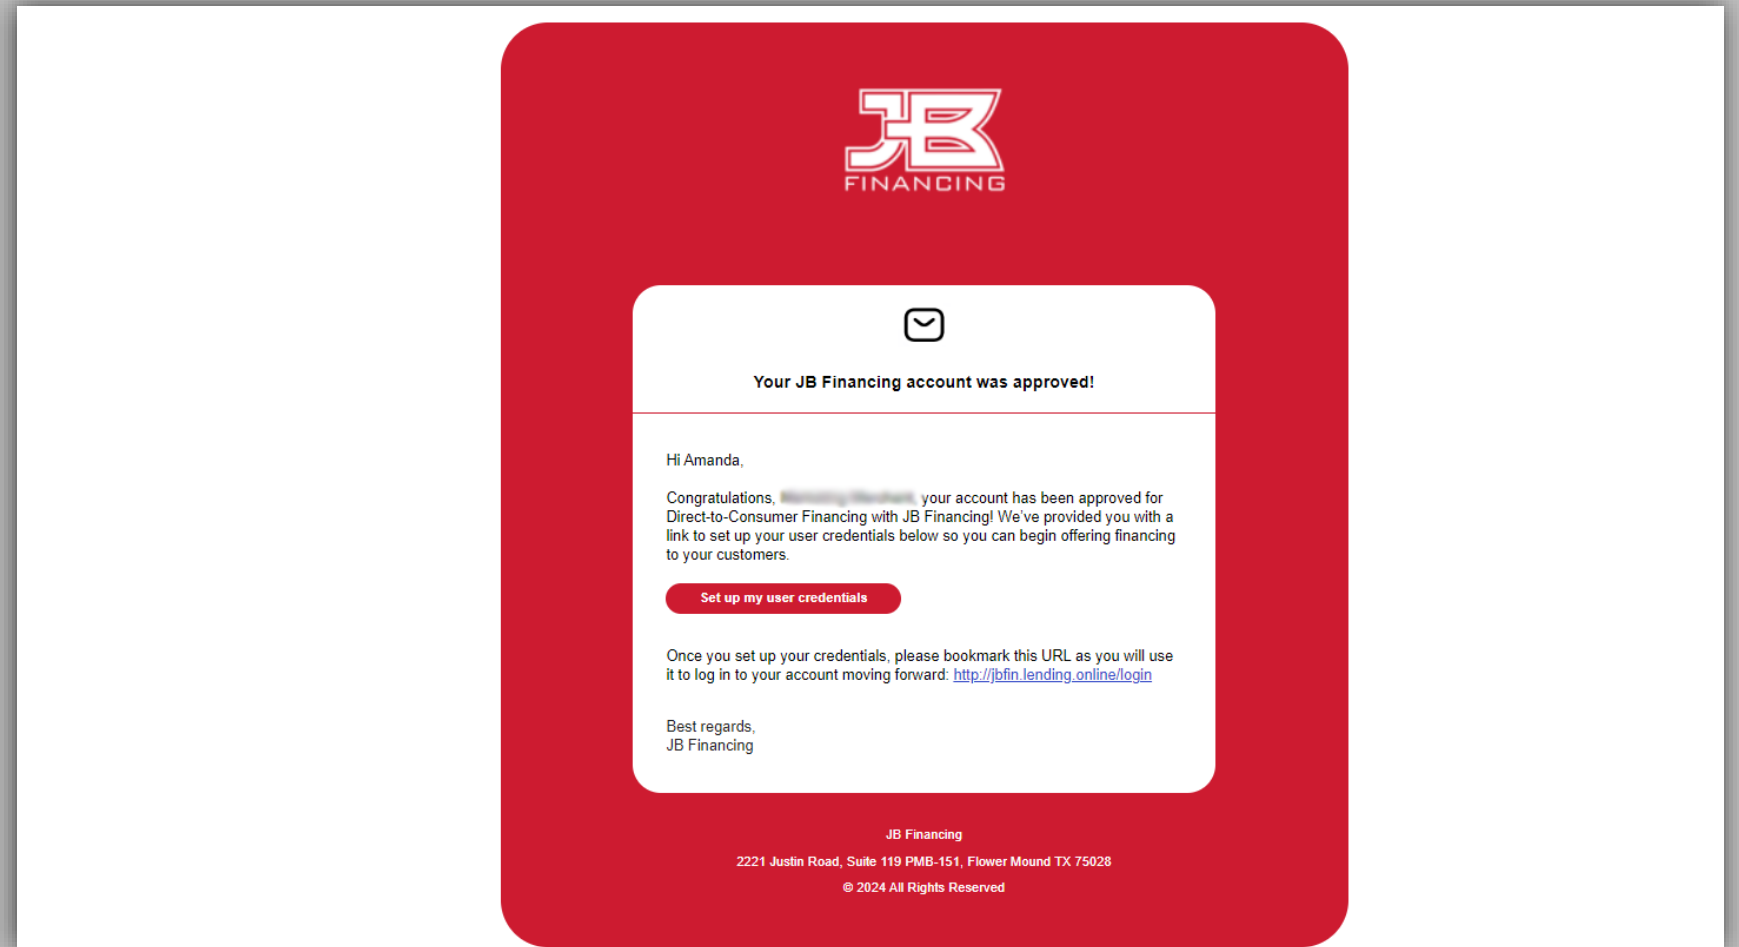 JB
FINANCING
Your JB Financing account was approved!
Hi Amanda,
Congratulations, your account has been approved for
Direct-to-Consumer Financing with JB Financing! We've provided you with a
link to set up your user credentials below so you can begin offering financing
to your customers.
Set up my user credentials
Once you set up your credentials, please bookmark this URL as you will use
it to log in to your account moving forward: http://jbfin.lending.online/login
Best regards,
JB Financing
JB Financing
2221 Justin Road, Suite 119 PMB-151, Flower Mound TX 75028
© 2024 All Rights Reserved